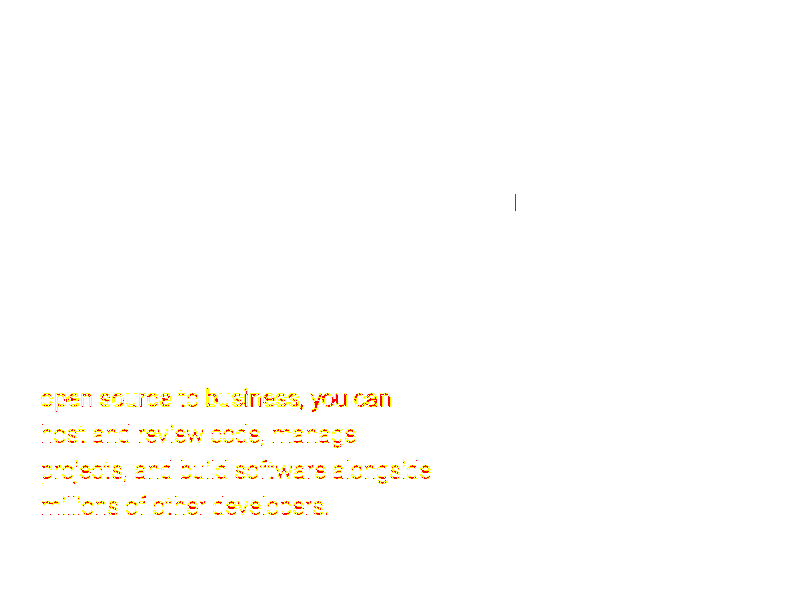 open source to business, you can
host and review code, manage
projects, and build software alongside
millions of other developers.